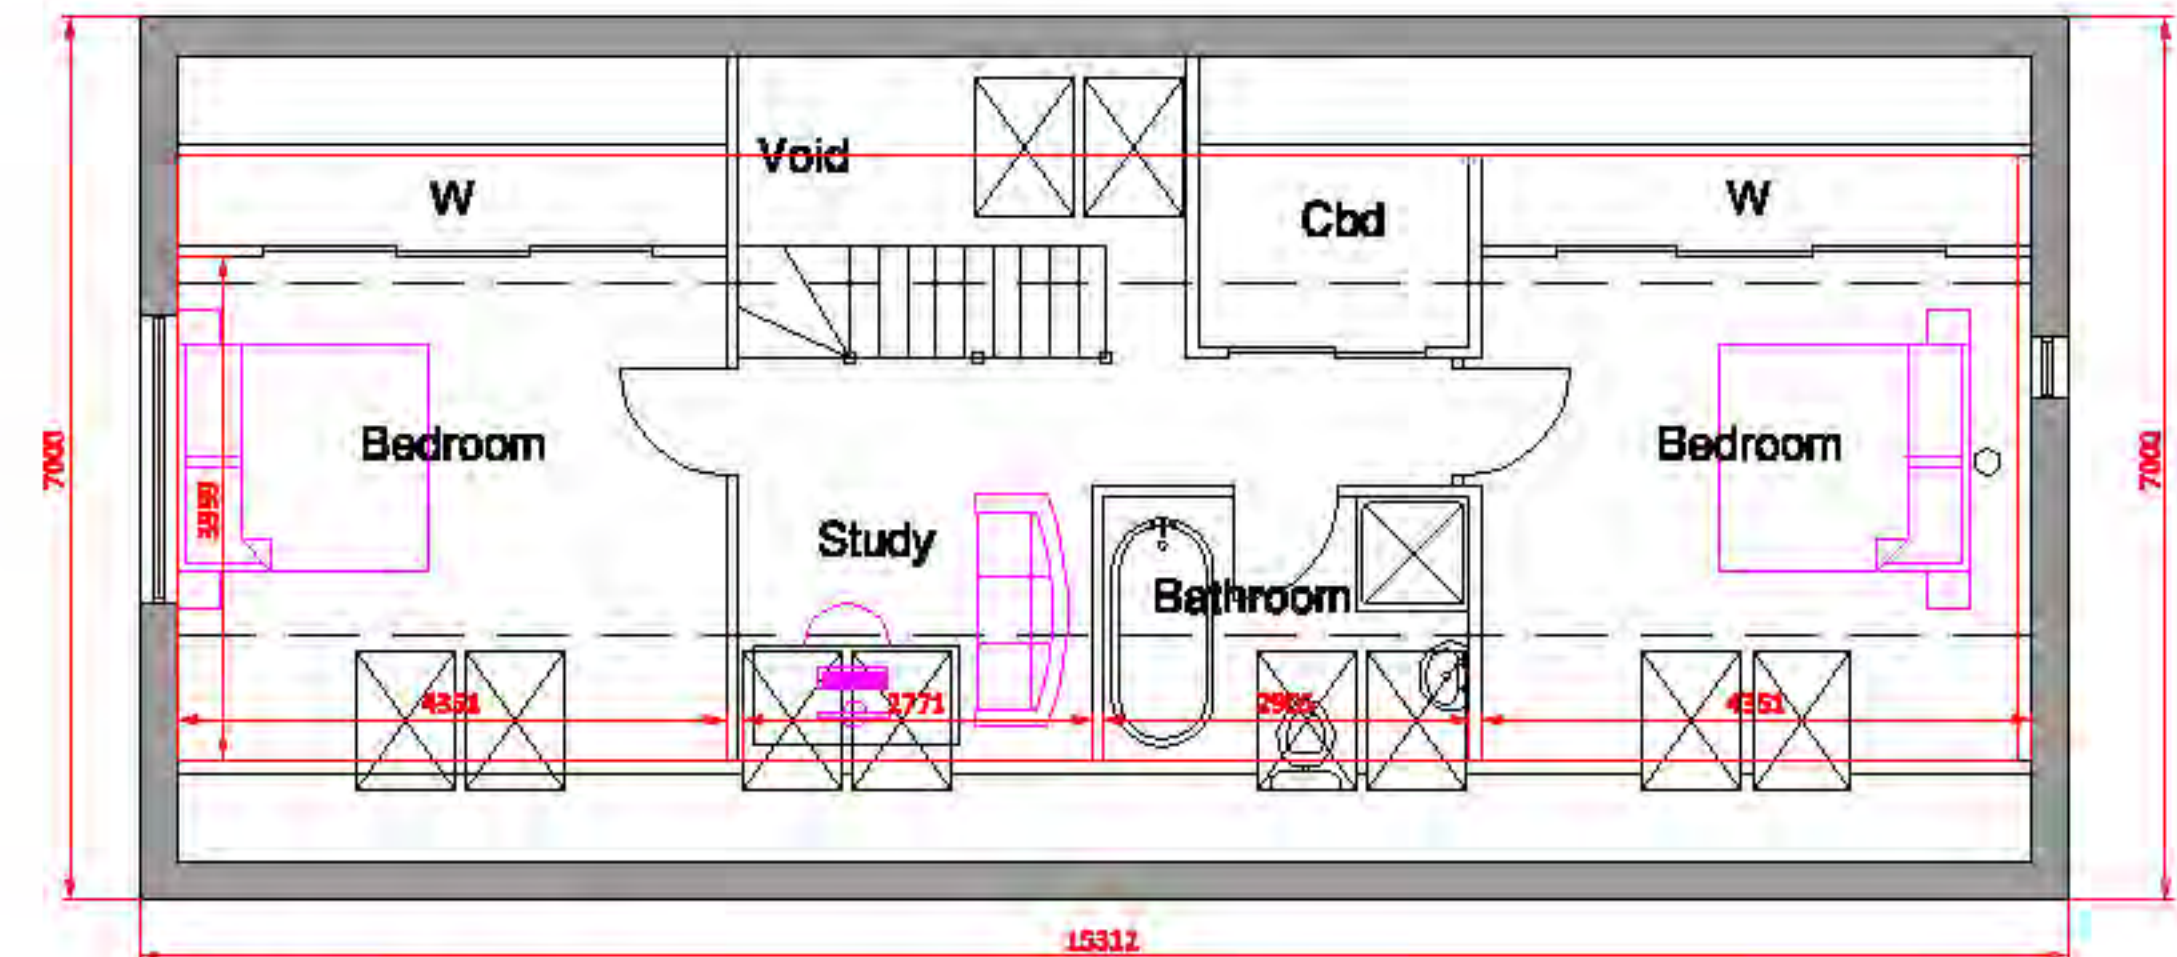 Void
W
Cbd
W
Bedroom
Bedroom
7000
7000
Study
Bathroom
4351
2771
4351
15312